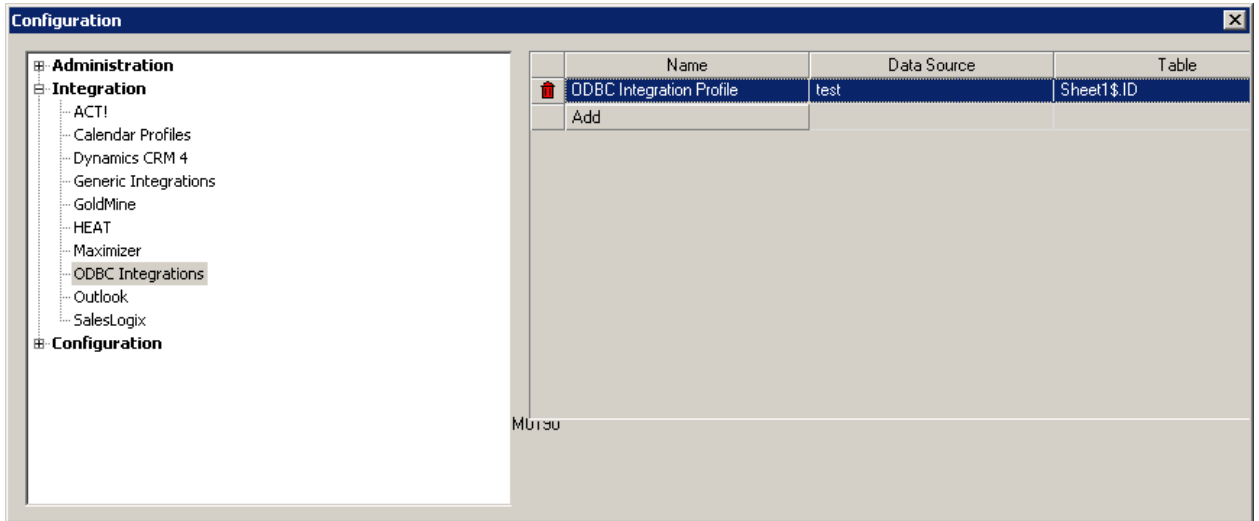 Configuration
Administration
Integration
ACT!
Calendar Profiles
Dynamics CRM 4
Generic Integrations
GoldMine
HEAT
Maximizer
ODBC Integrations
Outlook
SalesLogix
Configuration
Name Data Source Table
ODBC Integration Profile test Sheet1$.ID
Add